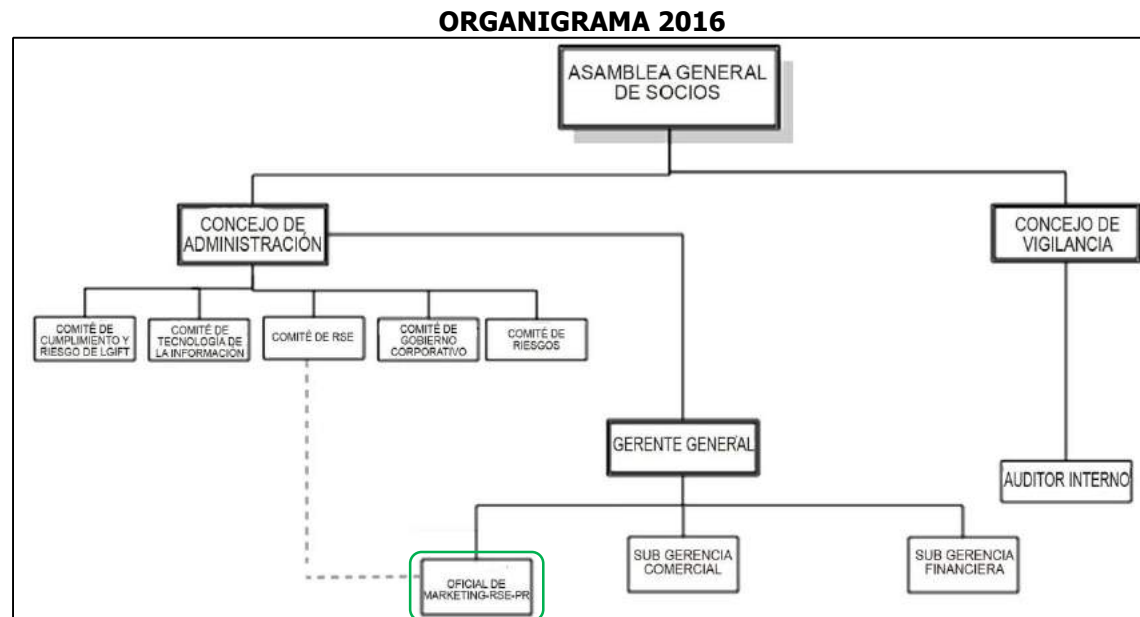 ORGANIGRAMA 2016
ASAMBLEA GENERAL
DE SOCIOS
CONCEJO DE
ADMINISTRACIÓN
CONCEJO DE
VIGILANCIA
COMITÉ DE
CUMPLIMIENTO Y
RIESGO DE LGIFT
COMITÉ DE
TECNOLOGÍA DE
LA INFORMACIÓN
COMITÉ DE RSE
COMITÉ DE
GOBIERNO
CORPORATIVO
COMITÉ DE
RIESGOS
GERENTE GENERAL
AUDITOR INTERNO
OFICIAL DE
MARKETING-RSE-PR
SUB GERENCIA
COMERCIAL
SUB GERENCIA
FINANCIERA